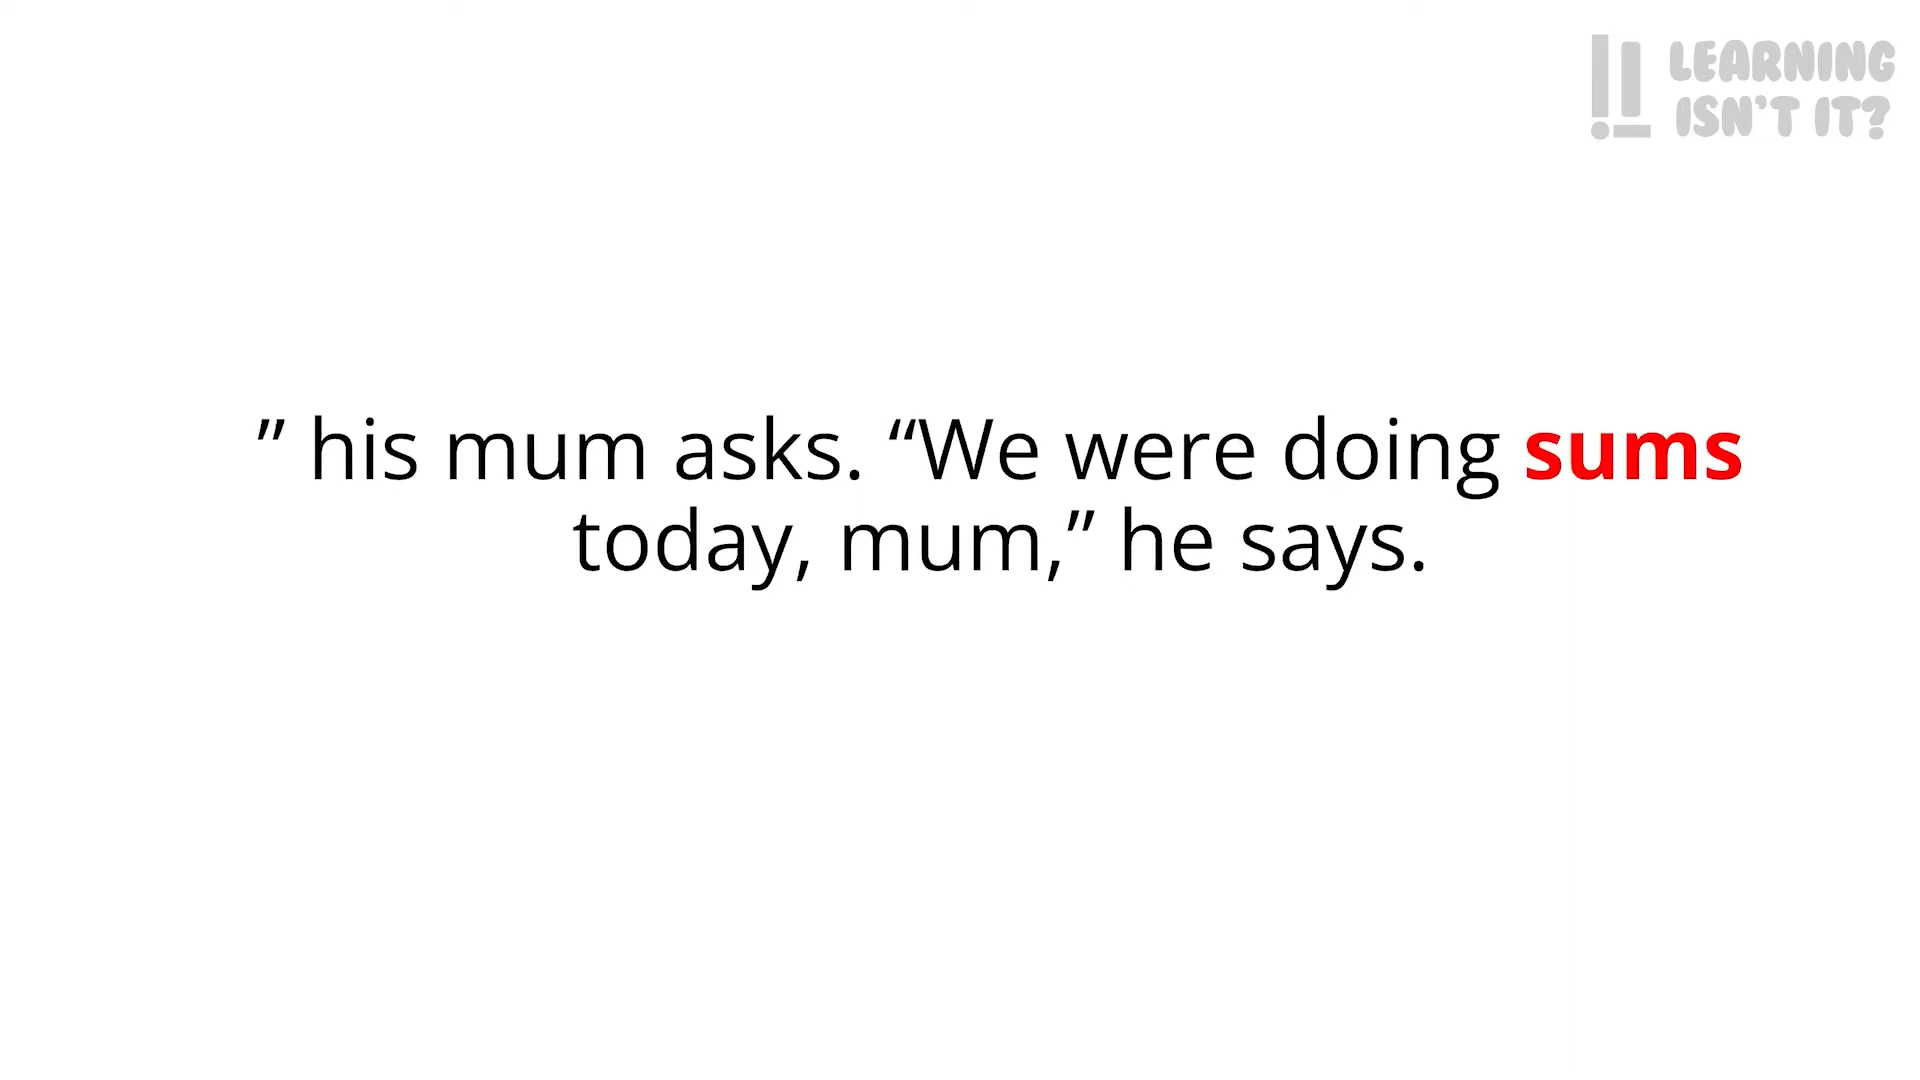 LEARNING
ISN'T IT?
” his mum asks. “We were doing sums
today, mum,” he says.